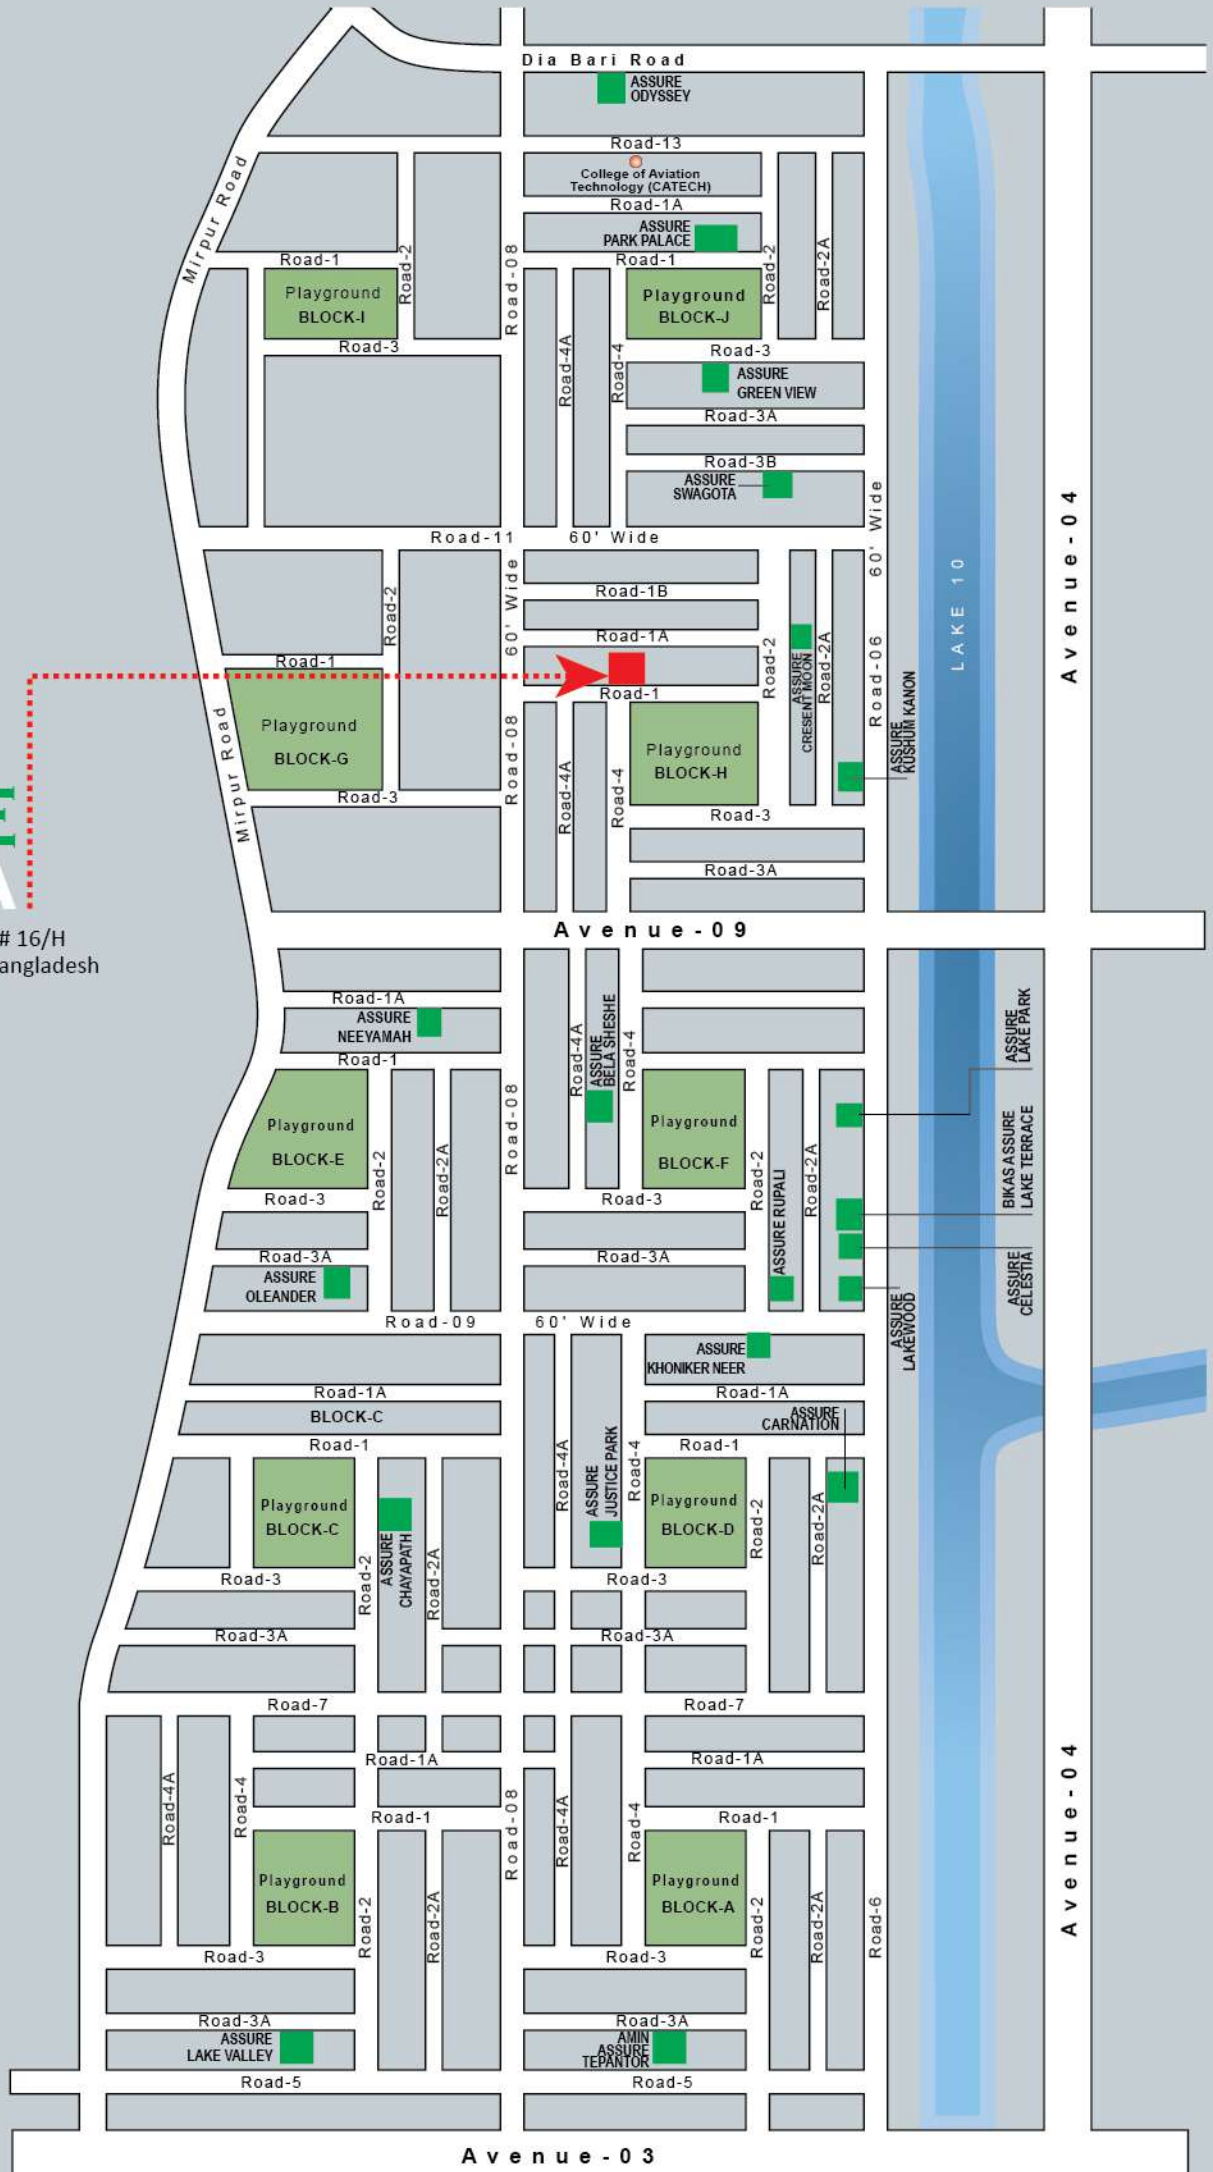 Dia Bari Road
ASSURE
ODYSSEY
Road-13
College of Aviation
Technology (CATECH)
Road-1A
Mirpur Road
ASSURE
PARK PALACE
Road-1
Road-1
Road-2
Road-08
Road-2
Road-2A
Playground
BLOCK-I
Playground
BLOCK-J
Road-3
Road-3
Road-4A
Road-4
ASSURE
GREEN VIEW
Road-3A
Road-3B
ASSURE
SWAGOTA
60' Wide
Avenue-04
Road-11
60' Wide
LAKE 10
60' Wide
Road-2
Road-1B
Road-1A
Road-2
Road-2A
Road-06
ASSURE
CRESENT MOON
Road-1
Road-1
ASSURE
KUSHUM KANON
Mirpur Road
Playground
BLOCK-G
Road-08
Playground
BLOCK-H
Road-4A
Road-4
Road-3
Road-3
Road-3A
# 16/H
angladesh
Avenue-09
Road-1A
ASSURE
NEEYAMAH
Road-1
Road-4A
ASSURE
BELA SHESHE
Road-4
ASSURE
LAKE PARK
Road-08
Playground
BLOCK-E
Playground
BLOCK-F
Road-2
Road-2A
Road-2
Road-2A
BIKAS ASSURE
LAKE TERRACE
Road-3
Road-3
ASSURE RUPALI
Road-3A
Road-3A
ASSURE
OLEANDER
ASSURE
CELESTIA
ASSURE
LAKEWOOD
Road-09
60' Wide
ASSURE
KHONIKER NEER
Road-1A
Road-1A
BLOCK-C
ASSURE
CARNATION
Road-1
Road-1
Road-4A
ASSURE
JUSTICE PARK
Road-4
Playground
BLOCK-C
Playground
BLOCK-D
Road-2
Road-2A
ASSURE
CHAYAPATH
Road-2
Road-2A
Road-3
Road-3
Road-3A
Road-3A
Road-7
Road-7
Road-1A
Road-1A
Avenue-04
Road-4A
Road-4
Road-08
Road-4A
Road-4
Road-1
Road-1
Playground
BLOCK-B
Playground
BLOCK-A
Road-2
Road-2A
Road-2
Road-2A
Road-6
Road-3
Road-3
Road-3A
Road-3A
ASSURE
LAKE VALLEY
AMIN
ASSURE
TEPANTOR
Road-5
Road-5
Avenue-03